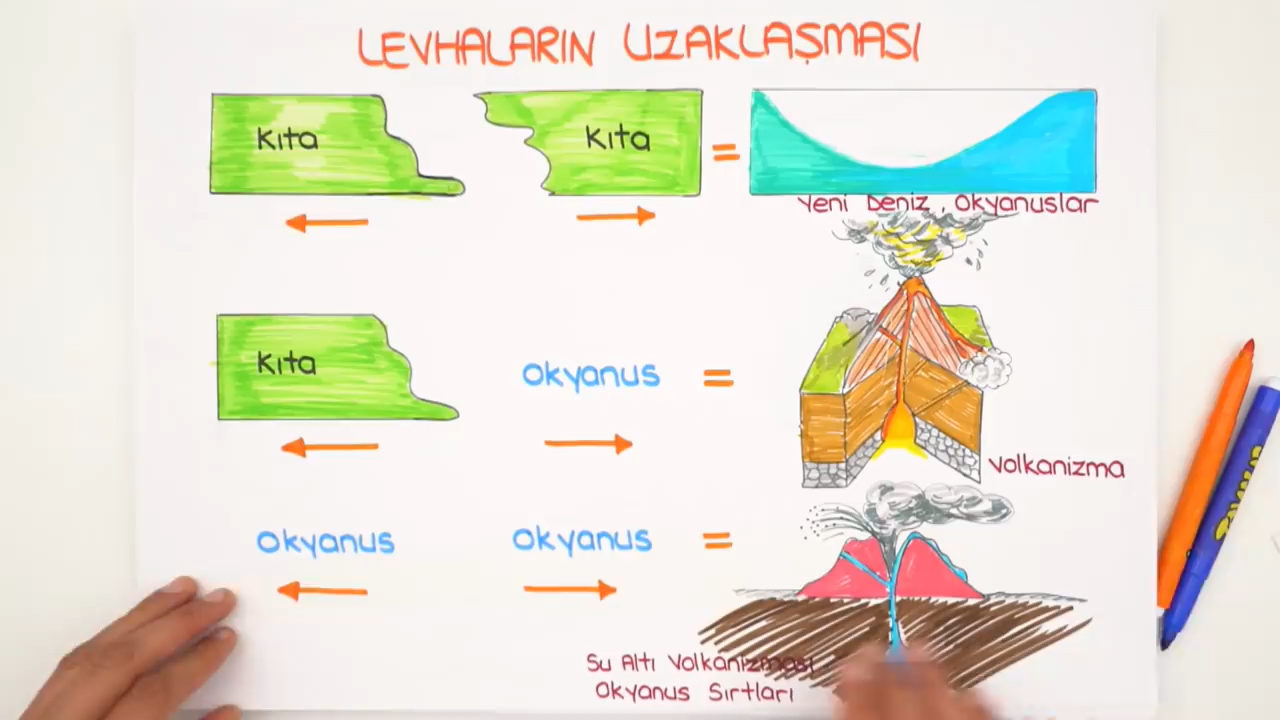 LEVHALARIN UZAKLAŞMASI
Kıta
Kıta
=
Yeni Deniz, Okyanuslar
Kıta
Okyanus
=
Volkanizma
Okyanus
Okyanus
=
Su Altı Volkanizması
Okyanus Sırtları